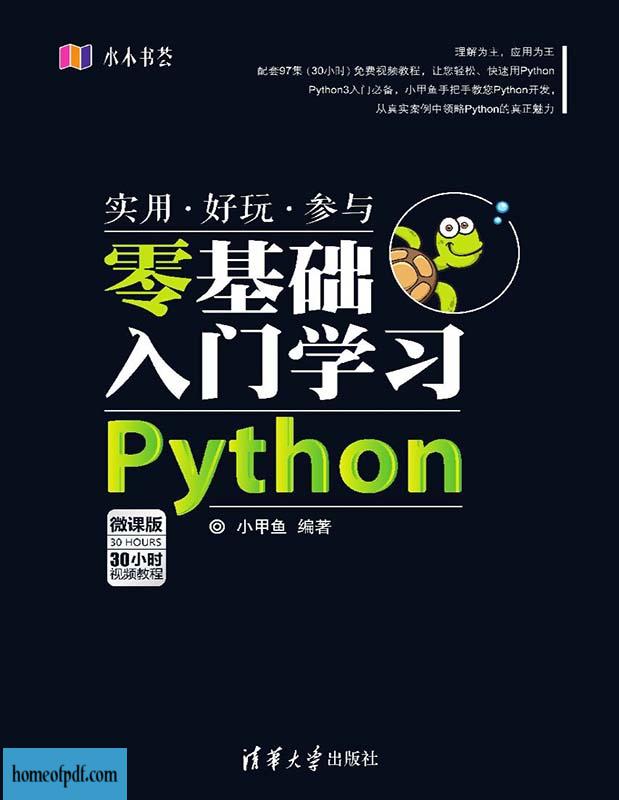 水木书荟
理解为主，应用为王
配套97集（30小时）免费视频教程，让您轻松、快速用Python
Python3入门必备，小甲鱼手把手教您Python开发，
从真实案例中领略Python的真正魅力
实用·好玩·参与
零基础
入门学习
Python
◎ 小甲鱼 编著
微课版
30 HOURS
30小时
视频教程
清华大学出版社
homeofpdf.com